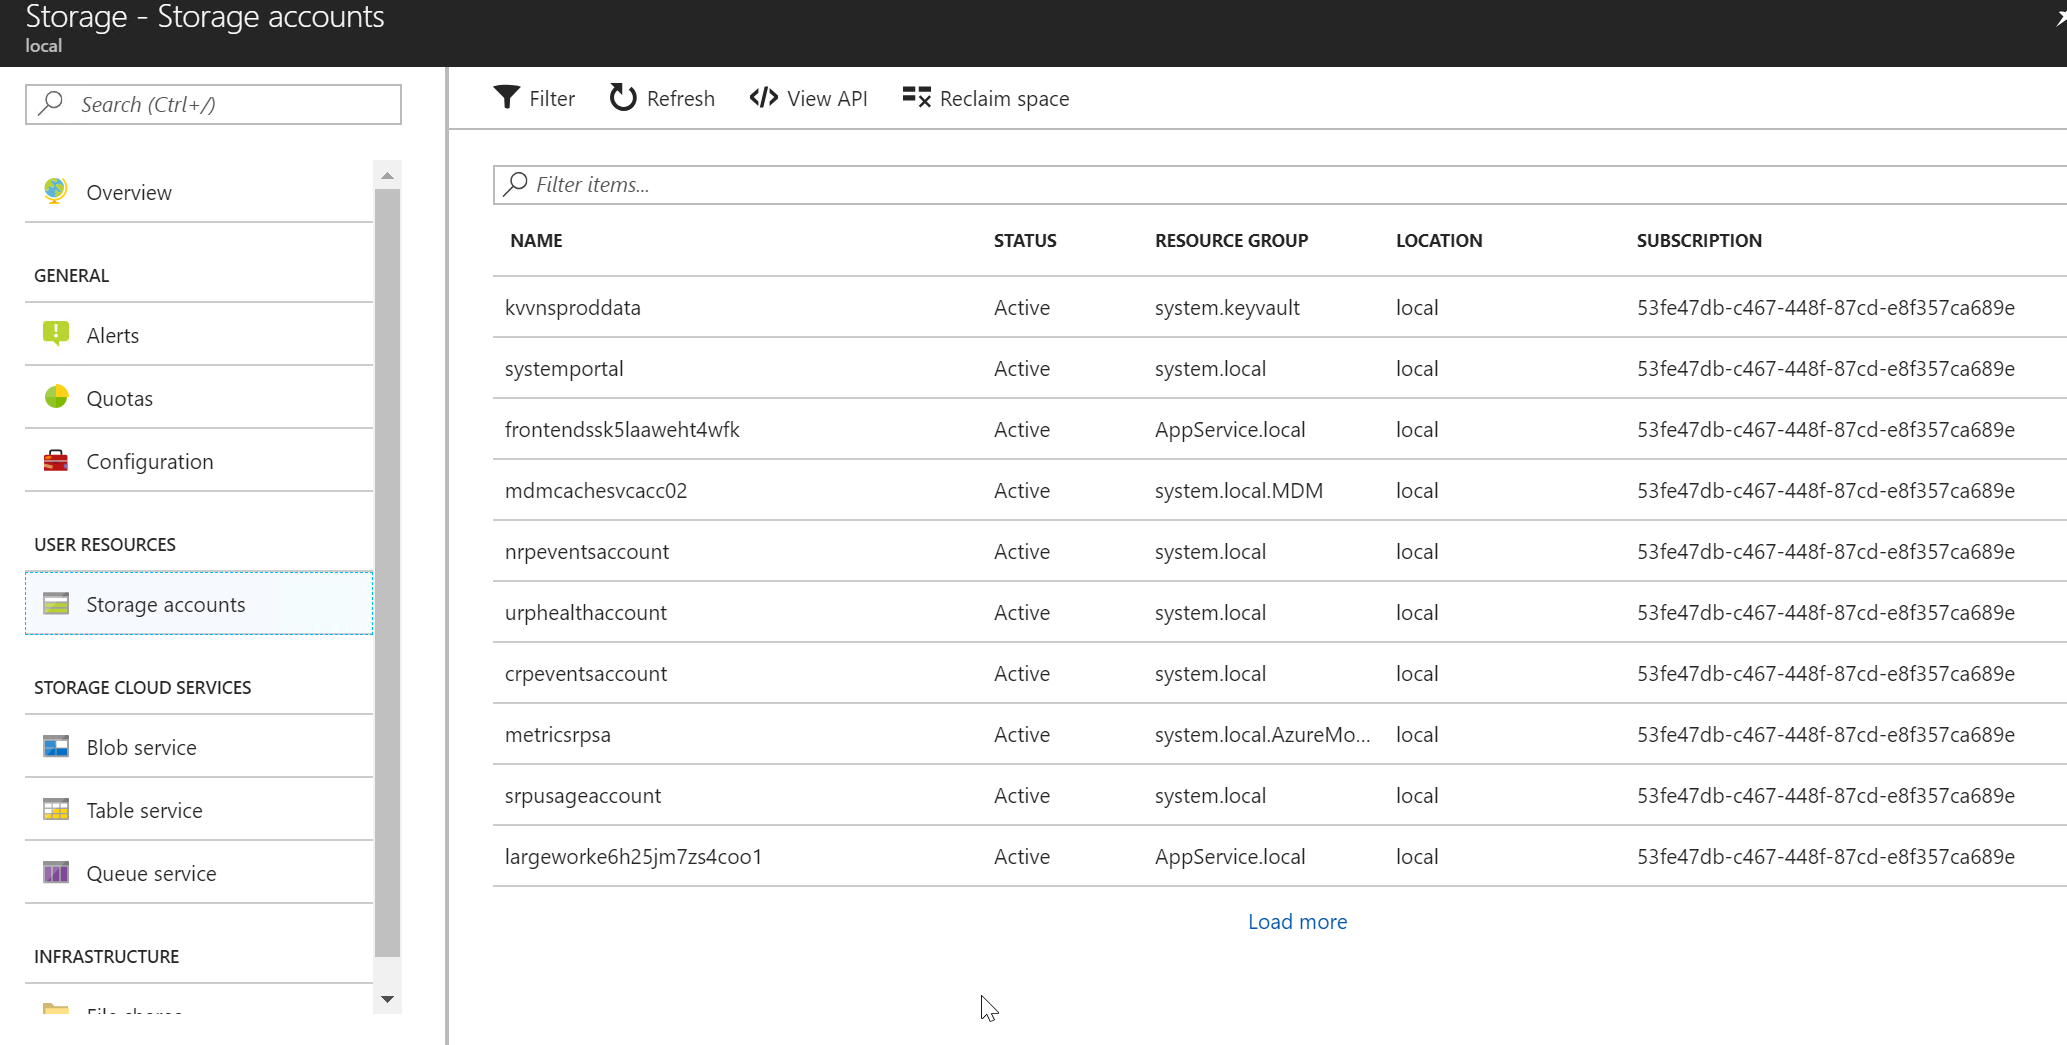 Storage - Storage accounts
local
Search (Ctrl+/)
Overview
GENERAL
Alerts
Quotas
Configuration
USER RESOURCES
Storage accounts
STORAGE CLOUD SERVICES
Blob service
Table service
Queue service
INFRASTRUCTURE
File shares
Filter Refresh View API Reclaim space
Filter items...
NAME STATUS RESOURCE GROUP LOCATION SUBSCRIPTION
kvvnsproddata Active system.keyvault local 53fe47db-c467-448f-87cd-e8f357ca689e
systemportal Active system.local local 53fe47db-c467-448f-87cd-e8f357ca689e
frontendssk5laaweht4wfk Active AppService.local local 53fe47db-c467-448f-87cd-e8f357ca689e
mdmcachesvcacc02 Active system.local.MDM local 53fe47db-c467-448f-87cd-e8f357ca689e
nrpeventsaccount Active system.local local 53fe47db-c467-448f-87cd-e8f357ca689e
urphealthaccount Active system.local local 53fe47db-c467-448f-87cd-e8f357ca689e
crpeventsaccount Active system.local local 53fe47db-c467-448f-87cd-e8f357ca689e
metricsrpsa Active system.local.AzureMo... local 53fe47db-c467-448f-87cd-e8f357ca689e
srpusageaccount Active system.local local 53fe47db-c467-448f-87cd-e8f357ca689e
largeworke6h25jm7zs4coo1 Active AppService.local local 53fe47db-c467-448f-87cd-e8f357ca689e
Load more